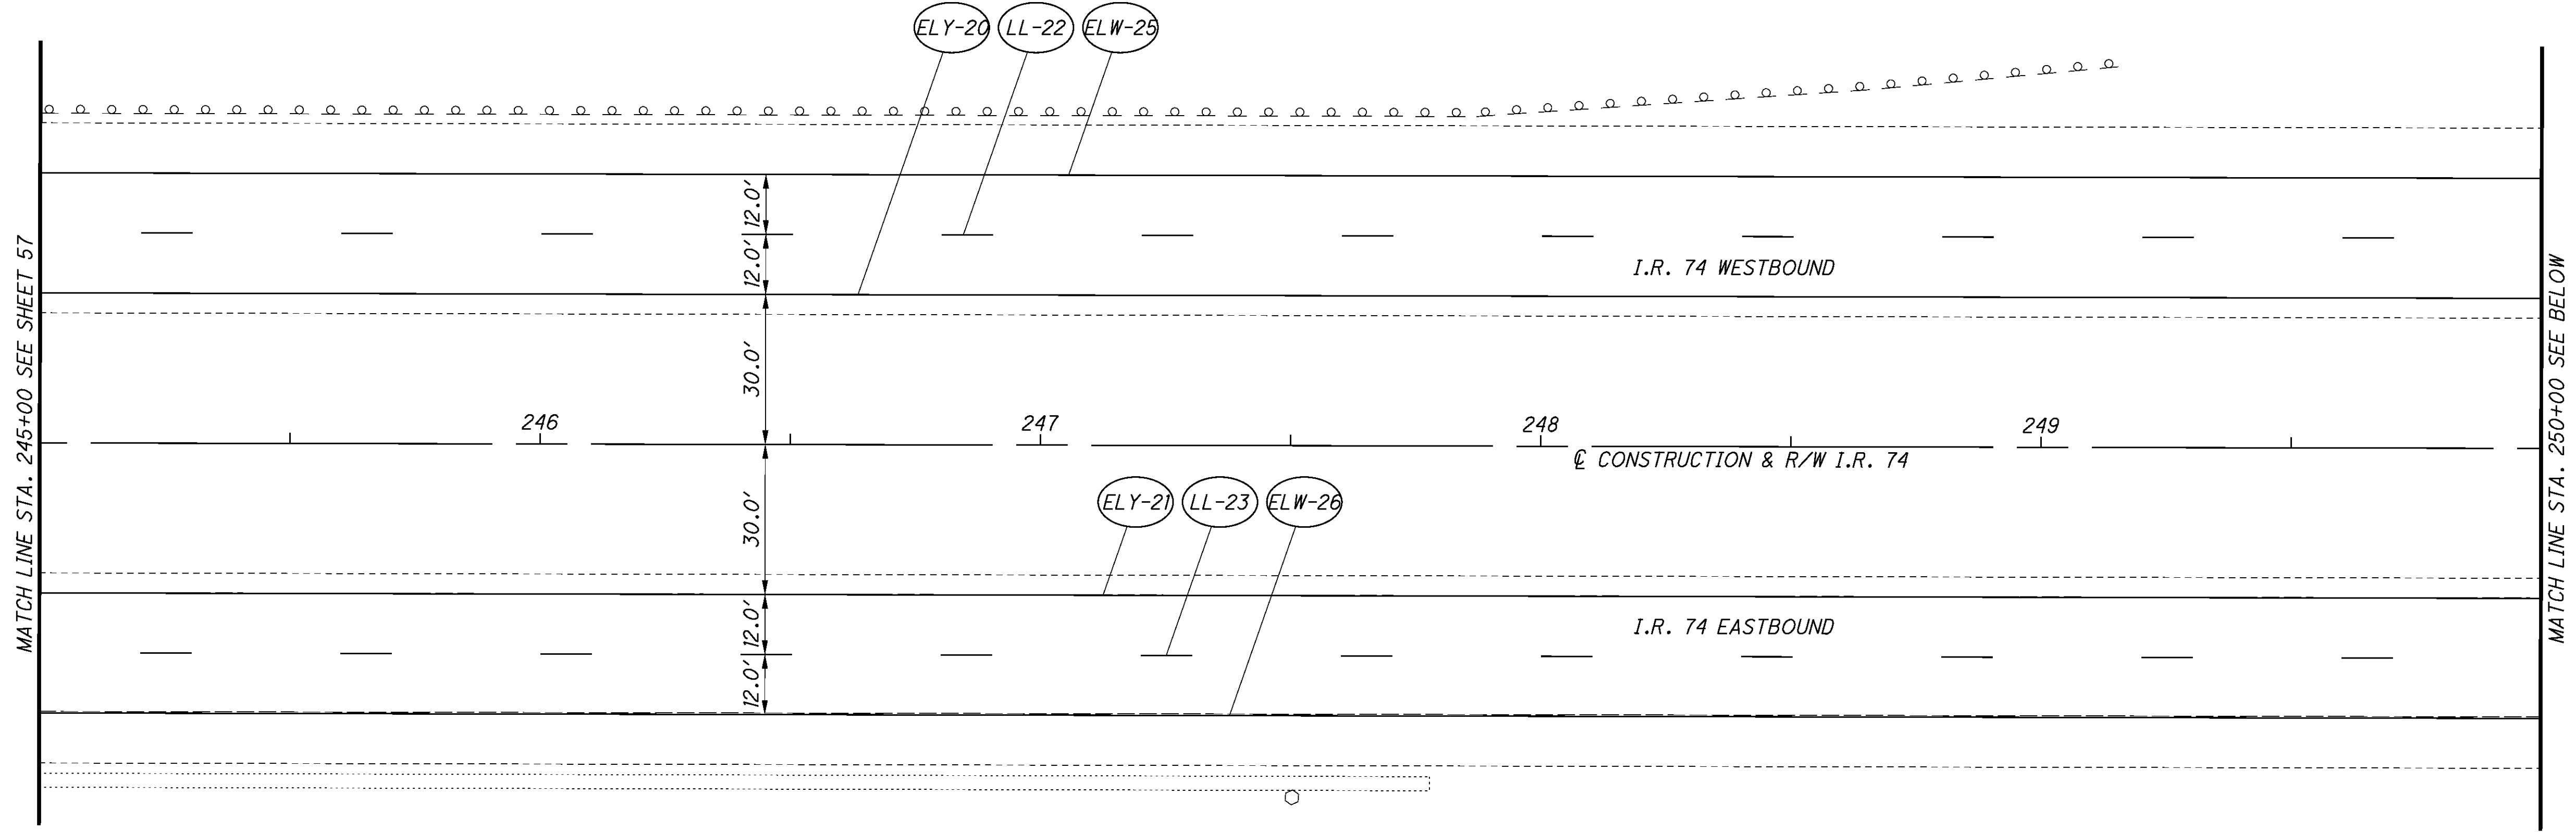 ELY-20 LL-22 ELW-25
12.0'
12.0'
I.R. 74 WESTBOUND
MATCH LINE STA. 245+00 SEE SHEET 57
MATCH LINE STA. 250+00 SEE BELOW
30.0'
246 247 248 249
℄ CONSTRUCTION & R/W I.R. 74
30.0'
ELY-21 LL-23 ELW-26
12.0'
I.R. 74 EASTBOUND
12.0'